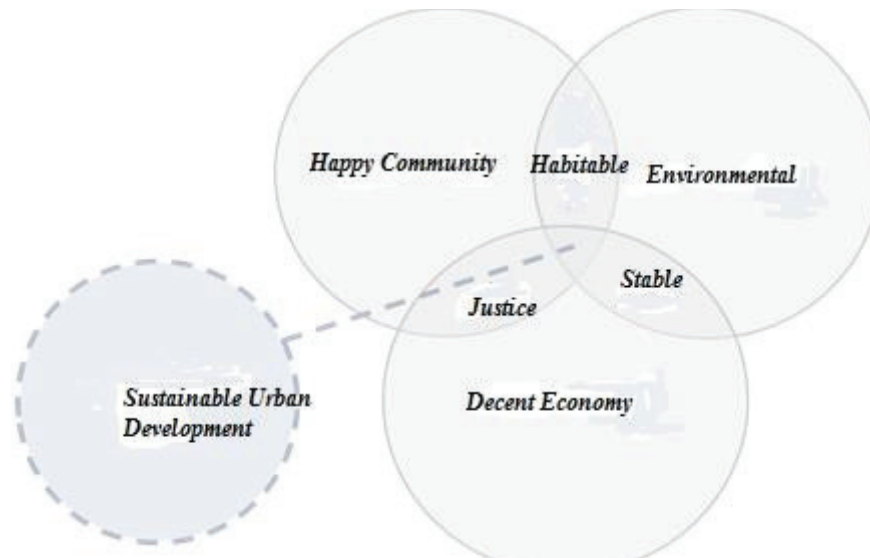 Happy Community
Habitable
Environmental
Stable
Justice
Sustainable Urban
Development
Decent Economy